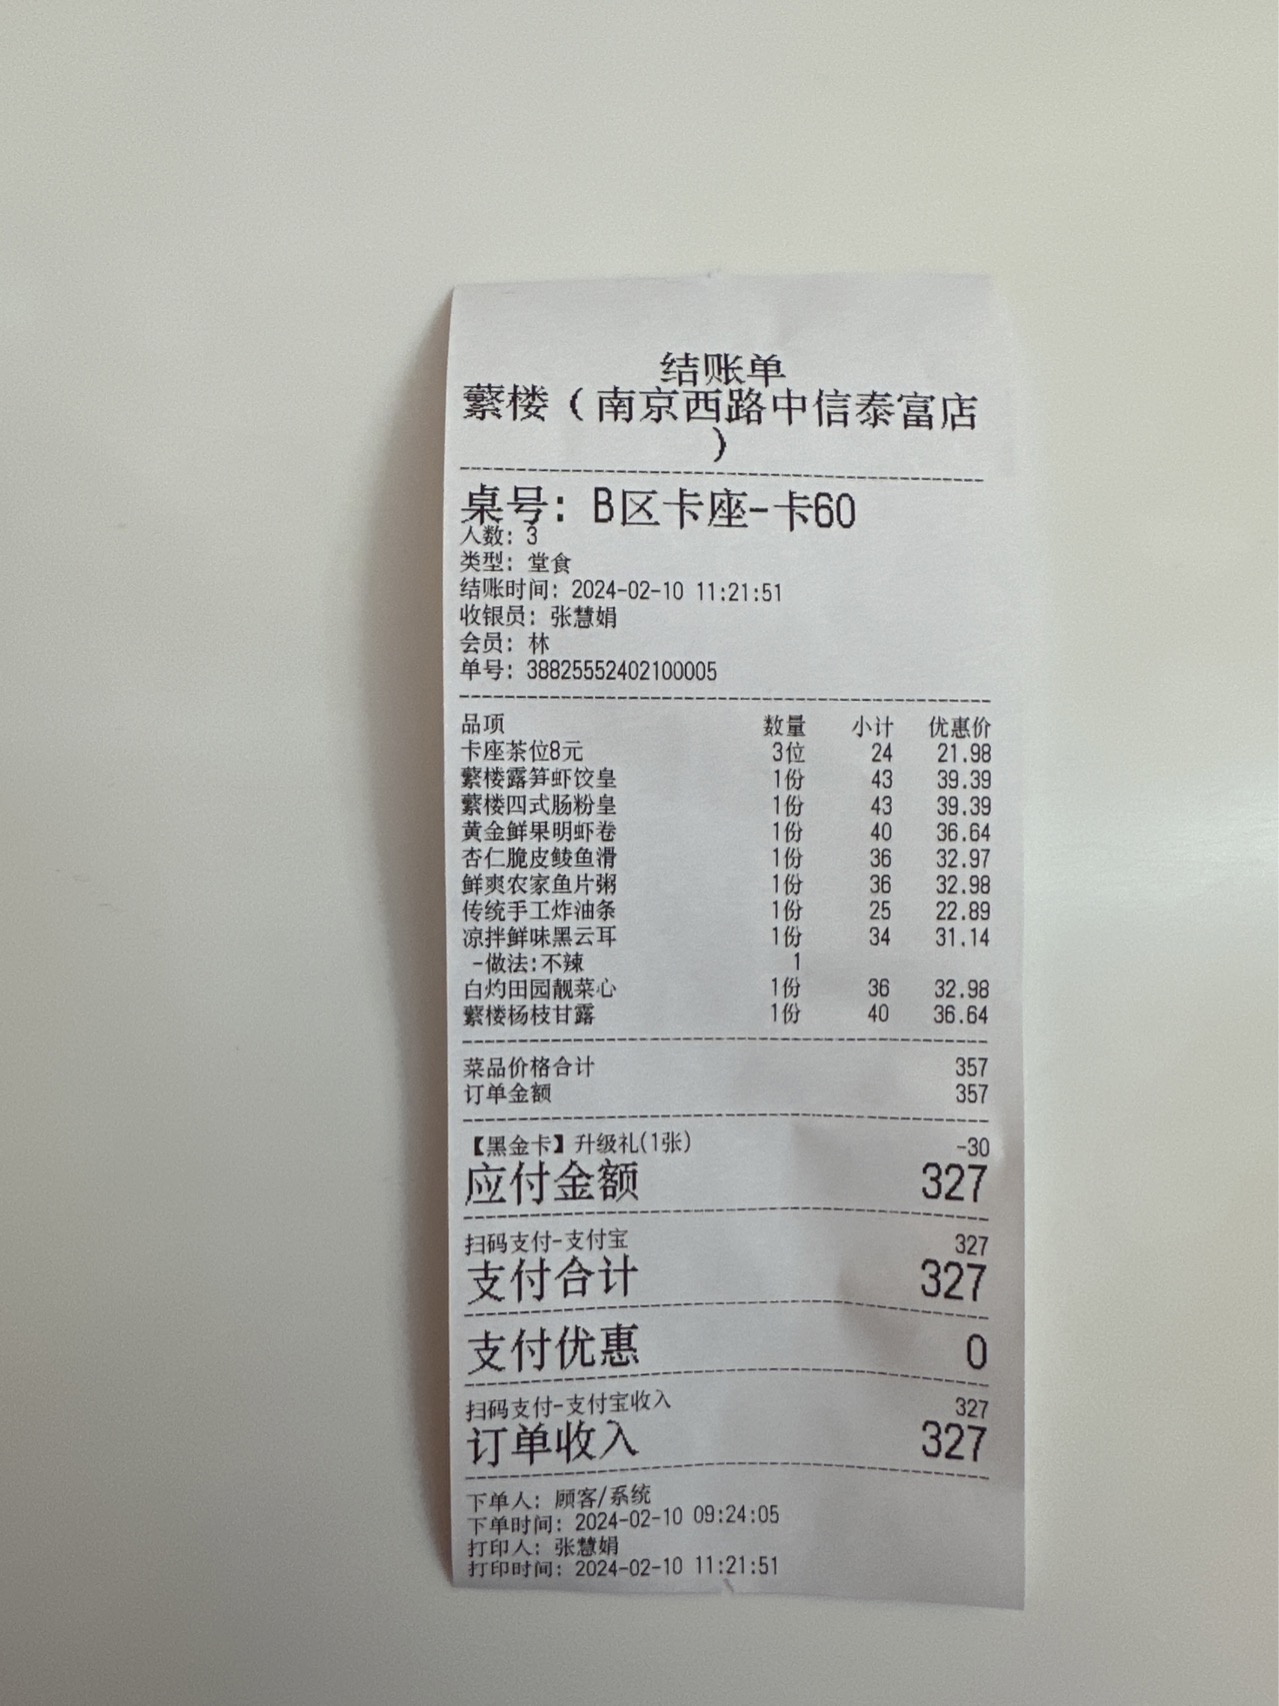 结账单
蘩楼（南京西路中信泰富店
）
桌号：B区卡座-卡60
人数：3
类型：堂食
结账时间：2024-02-10 11:21:51
收银员：张慧娟
会员：林
单号：38825552402100005
品项 数量 小计 优惠价
卡座茶位8元 3位 24 21.98
蘩楼露笋虾饺皇 1份 43 39.39
蘩楼四式肠粉皇 1份 43 39.39
黄金鲜果明虾卷 1份 40 36.64
杏仁脆皮鲮鱼滑 1份 36 32.97
鲜爽农家鱼片粥 1份 36 32.98
传统手工炸油条 1份 25 22.89
凉拌鲜味黑云耳 1份 34 31.14
-做法:不辣 1
白灼田园靓菜心 1份 36 32.98
蘩楼杨枝甘露 1份 40 36.64
菜品价格合计 357
订单金额 357
【黑金卡】升级礼(1张) -30
应付金额 327
扫码支付-支付宝 327
支付合计 327
支付优惠 0
扫码支付-支付宝收入 327
订单收入 327
下单人：顾客/系统
下单时间：2024-02-10 09:24:05
打印人：张慧娟
打印时间：2024-02-10 11:21:51